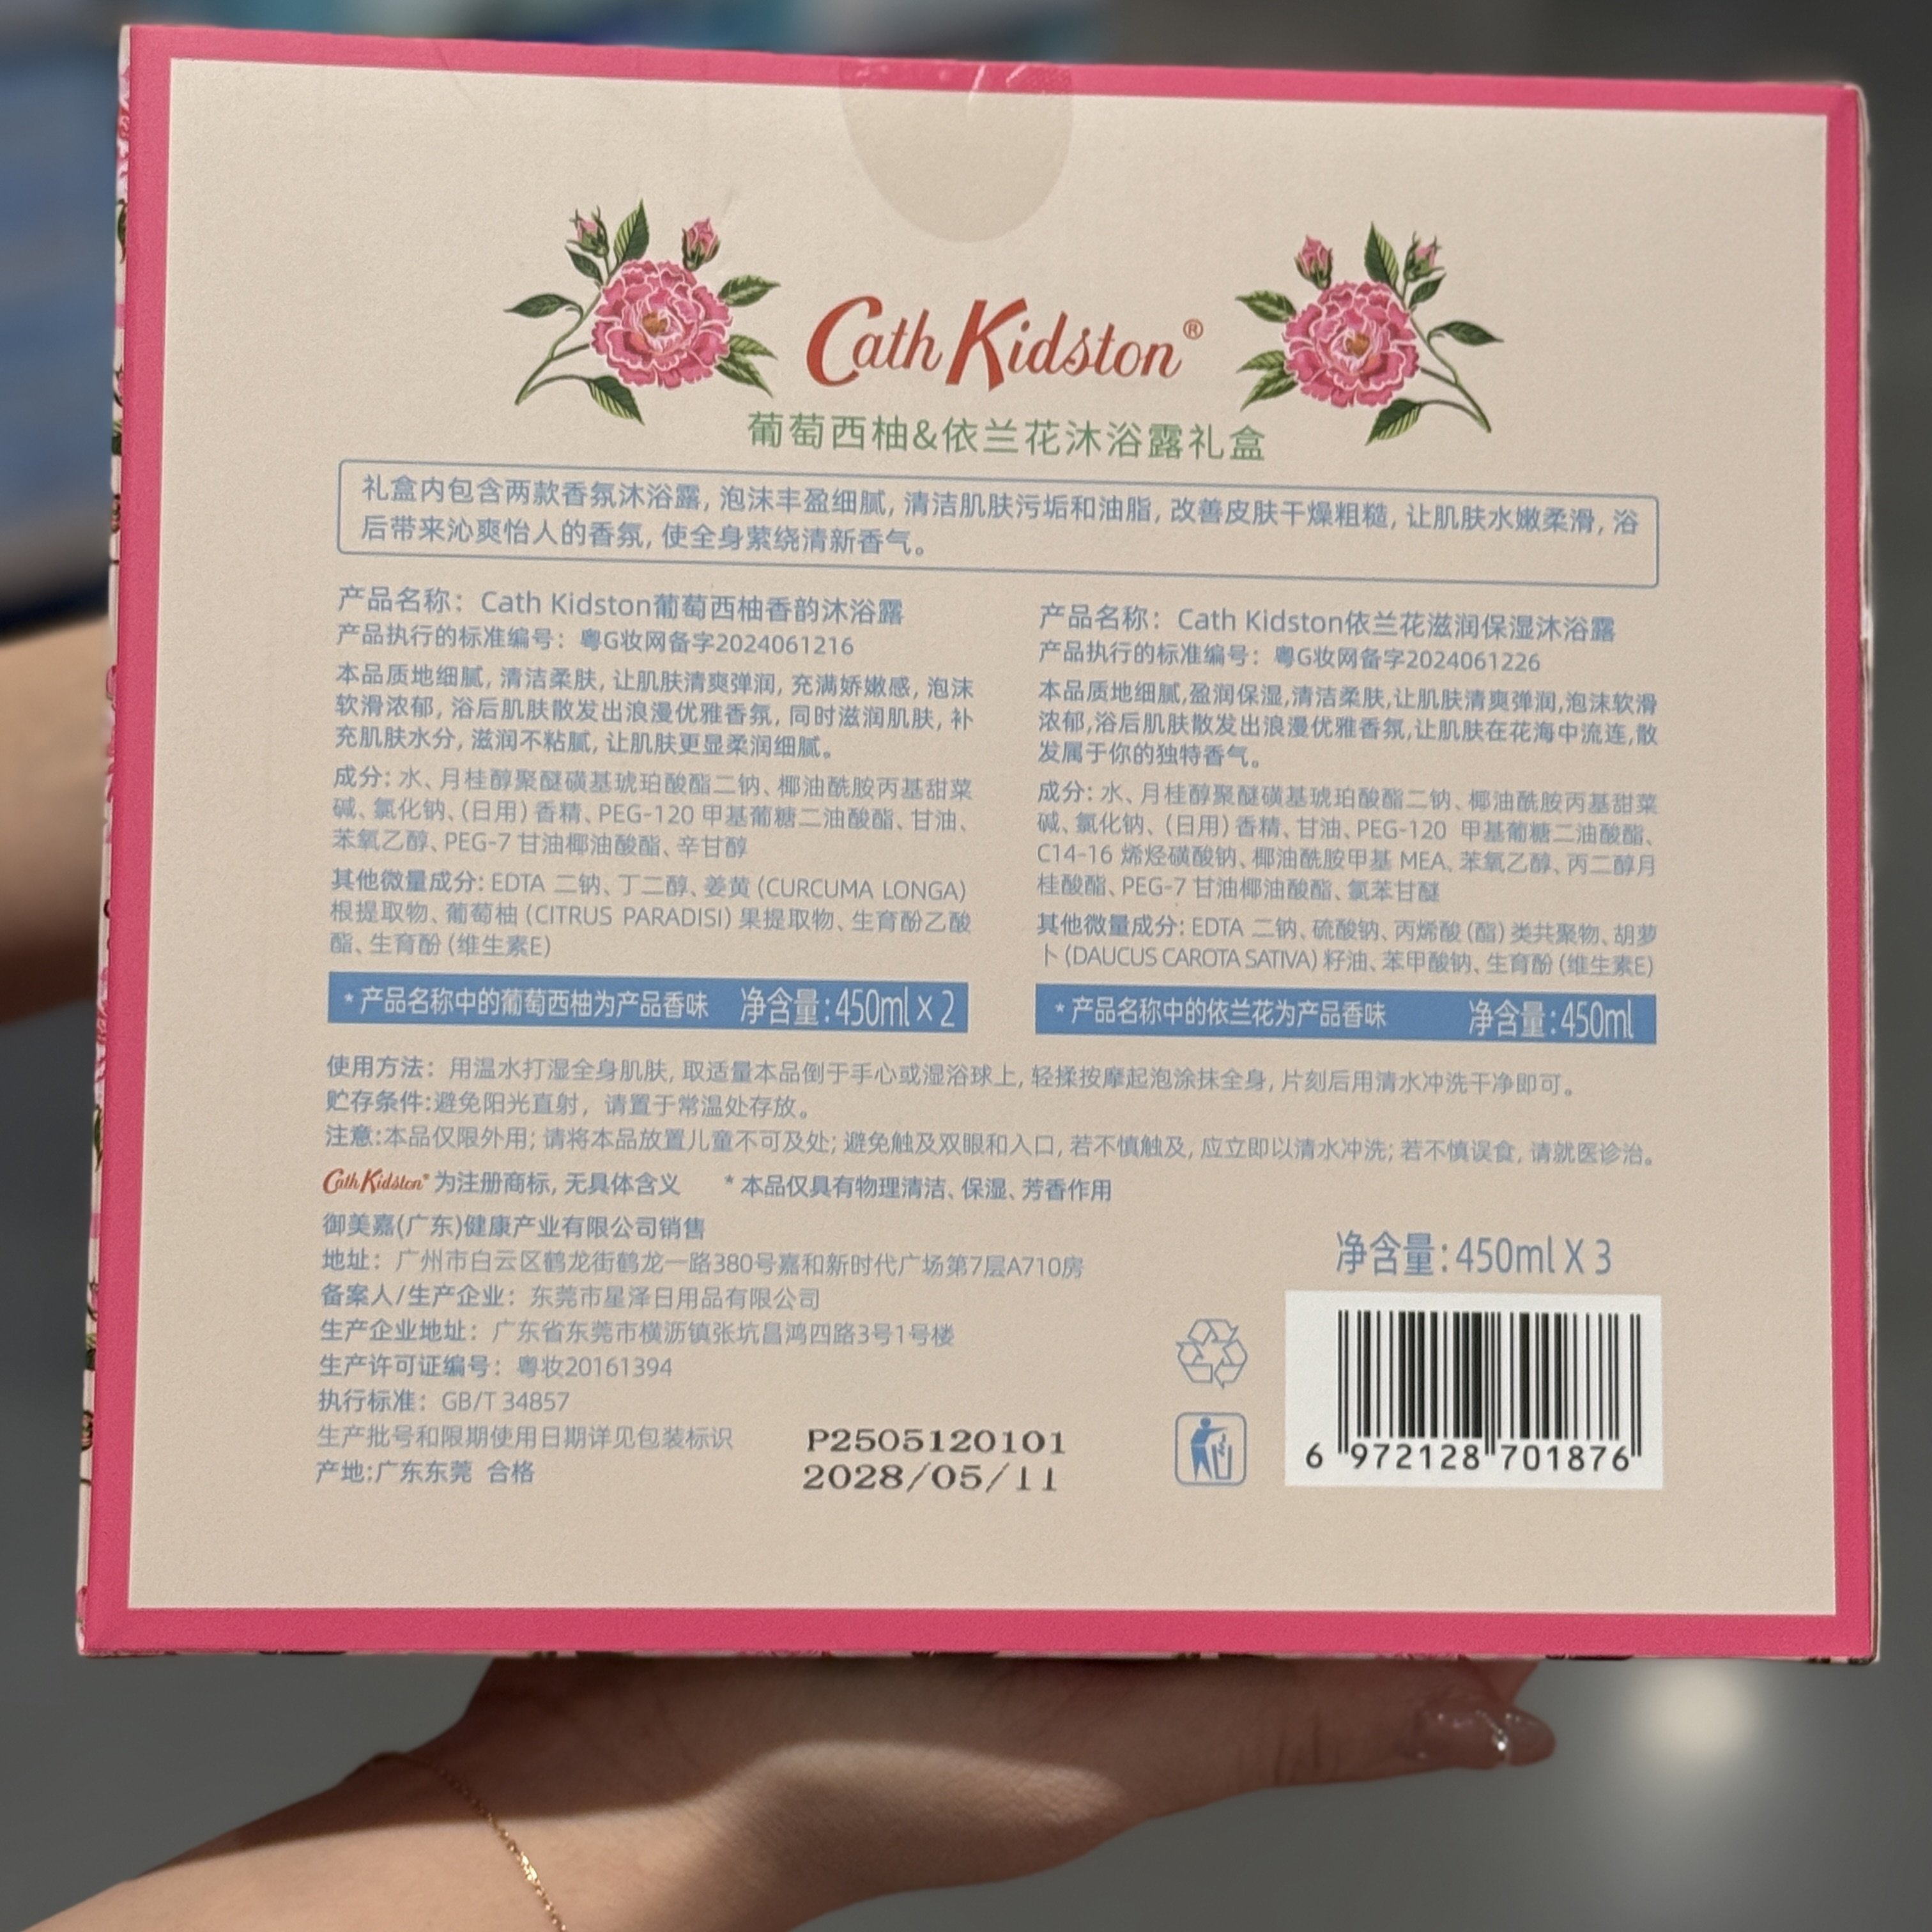 Cath Kidston®
葡萄西柚&依兰花沐浴露礼盒
礼盒内包含两款香氛沐浴露,泡沫丰盈细腻,清洁肌肤污垢和油脂,改善皮肤干燥粗糙,让肌肤水嫩柔滑,浴
后带来沁爽怡人的香氛,使全身萦绕清新香气。
产品名称：Cath Kidston葡萄西柚香韵沐浴露
产品执行的标准编号：粤G妆网备字2024061216
本品质地细腻,清洁柔肤,让肌肤清爽弹润,充满娇嫩感,泡沫
软滑浓郁,浴后肌肤散发出浪漫优雅香氛,同时滋润肌肤,补
充肌肤水分,滋润不粘腻,让肌肤更显柔润细腻。
成分:水、月桂醇聚醚磺基琥珀酸酯二钠、椰油酰胺丙基甜菜
碱、氯化钠、(日用)香精、PEG-120 甲基葡糖二油酸酯、甘油、
苯氧乙醇、PEG-7 甘油椰油酸酯、辛甘醇
其他微量成分:EDTA 二钠、丁二醇、姜黄(CURCUMA LONGA)
根提取物、葡萄柚(CITRUS PARADISI)果提取物、生育酚乙酸
酯、生育酚(维生素E)
*产品名称中的葡萄西柚为产品香味 净含量:450ml×2
产品名称：Cath Kidston依兰花滋润保湿沐浴露
产品执行的标准编号：粤G妆网备字2024061226
本品质地细腻,盈润保湿,清洁柔肤,让肌肤清爽弹润,泡沫软滑
浓郁,浴后肌肤散发出浪漫优雅香氛,让肌肤在花海中流连,散
发属于你的独特香气。
成分:水、月桂醇聚醚磺基琥珀酸酯二钠、椰油酰胺丙基甜菜
碱、氯化钠、(日用)香精、甘油、PEG-120 甲基葡糖二油酸酯、
C14-16 烯烃磺酸钠、椰油酰胺甲基 MEA、苯氧乙醇、丙二醇月
桂酸酯、PEG-7 甘油椰油酸酯、氯苯甘醚
其他微量成分:EDTA 二钠、硫酸钠、丙烯酸(酯)类共聚物、胡萝
卜(DAUCUS CAROTA SATIVA)籽油、苯甲酸钠、生育酚(维生素E)
*产品名称中的依兰花为产品香味 净含量:450ml
使用方法：用温水打湿全身肌肤,取适量本品倒于手心或湿浴球上,轻揉按摩起泡涂抹全身,片刻后用清水冲洗干净即可。
贮存条件:避免阳光直射，请置于常温处存放。
注意:本品仅限外用;请将本品放置儿童不可及处;避免触及双眼和入口,若不慎触及,应立即以清水冲洗;若不慎误食,请就医诊治。
Cath Kidston®为注册商标,无具体含义 *本品仅具有物理清洁、保湿、芳香作用
御美嘉(广东)健康产业有限公司销售
地址：广州市白云区鹤龙街鹤龙一路380号嘉和新时代广场第7层A710房
备案人/生产企业：东莞市星泽日用品有限公司
生产企业地址：广东省东莞市横沥镇张坑昌鸿四路3号1号楼
生产许可证编号：粤妆20161394
执行标准：GB/T 34857
生产批号和限期使用日期详见包装标识
产地:广东东莞 合格
P2505120101
2028/05/11
净含量:450ml X 3
6 972128 701876